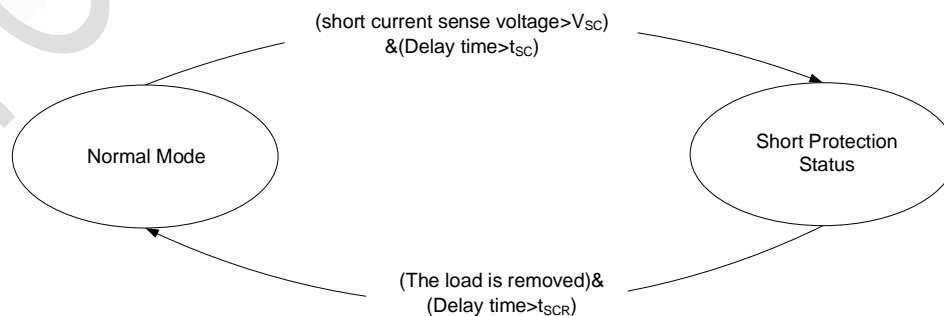 (short current sense voltage>VSC)
&(Delay time>tSC)
Normal Mode
Short Protection
Status
(The load is removed)&
(Delay time>tSCR)